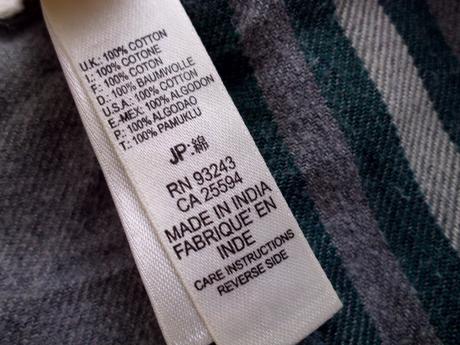 U.K.: 100% COTTON
I.: 100% COTONE
F.: 100% COTON
D.: 100% BAUMWOLLE
U.S.A.: 100% COTTON
E.-MEX: 100% ALGODON
P.: 100% ALGODAO
T.: 100% PAMUKLU
JP:綿
RN 93243
CA 25594
MADE IN INDIA
FABRIQUE' EN
INDE
CARE INSTRUCTIONS
REVERSE SIDE